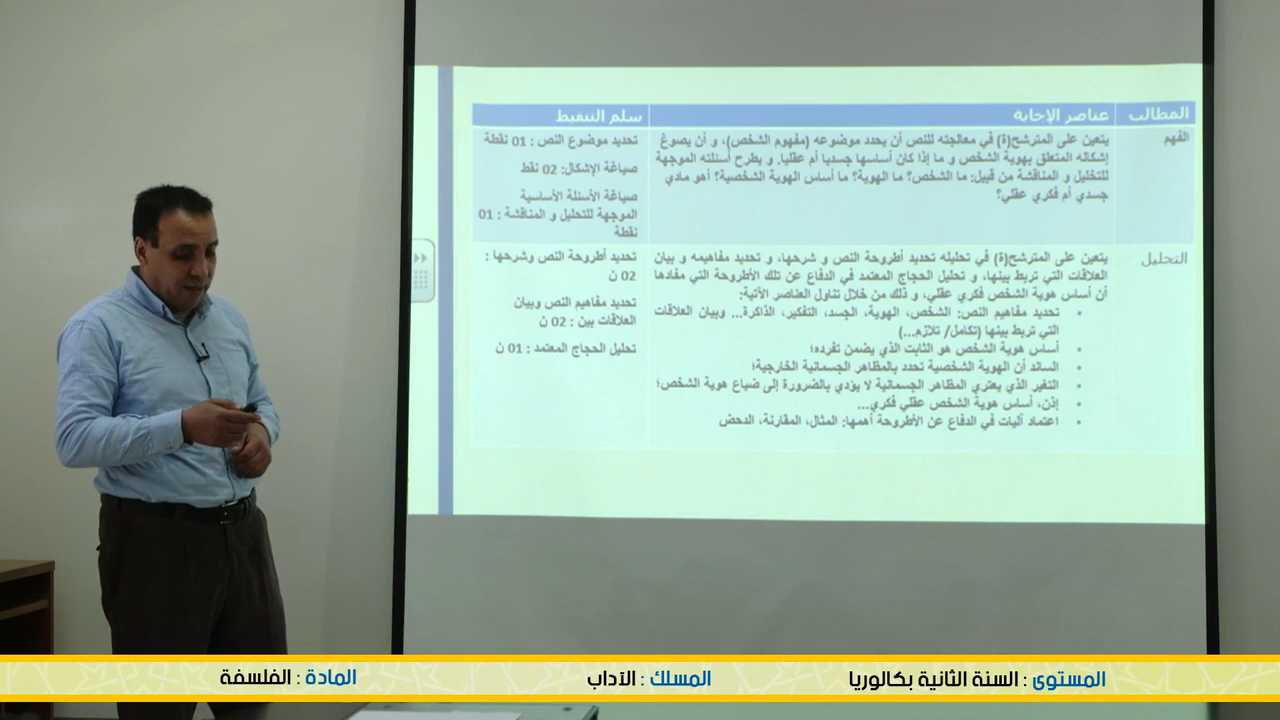 المطالب عناصر الإجابة سلم التنقيط
الفهم
يتعين على المترشح(ة) في معالجته للنص أن يحدد موضوعه (مفهوم الشخص)، و أن يصوغ
إشكاله المتعلق بهوية الشخص و ما إذا كان أساسها جسديا أم عقليا. و يطرح أسئلته الموجهة
للتحليل و المناقشة من قبيل: ما الشخص؟ ما الهوية؟ ما أساس الهوية الشخصية؟ أهو مادي
جسدي أم فكري عقلي؟
تحديد موضوع النص : 01 نقطة
صياغة الإشكال: 02 نقط
صياغة الأسئلة الأساسية
الموجهة للتحليل و المناقشة : 01
نقطة
التحليل
يتعين على المترشح(ة) في تحليله تحديد أطروحة النص و شرحها، و تحديد مفاهيمه و بيان
العلاقات التي تربط بينها، و تحليل الحجاج المعتمد في الدفاع عن تلك الأطروحة التي مفادها
أن أساس هوية الشخص فكري عقلي، و ذلك من خلال تناول العناصر الآتية:
• تحديد مفاهيم النص: الشخص، الهوية، الجسد، التفكير، الذاكرة... وبيان العلاقات
التي تربط بينها (تكامل/ تلازم...)
• أساس هوية الشخص هو الثابت الذي يضمن تفرده؛
• السائد أن الهوية الشخصية تحدد بالمظاهر الجسمانية الخارجية؛
• التغير الذي يعتري المظاهر الجسمانية لا يؤدي بالضرورة إلى ضياع هوية الشخص؛
• إذن، أساس هوية الشخص عقلي فكري...
• اعتماد آليات في الدفاع عن الأطروحة أهمها: المثال، المقارنة، الدحض
تحديد أطروحة النص وشرحها :
02 ن
تحديد مفاهيم النص وبيان
العلاقات بين : 02 ن
تحليل الحجاج المعتمد : 01 ن
المستوى : السنة الثانية بكالوريا المسلك : الآداب المادة : الفلسفة